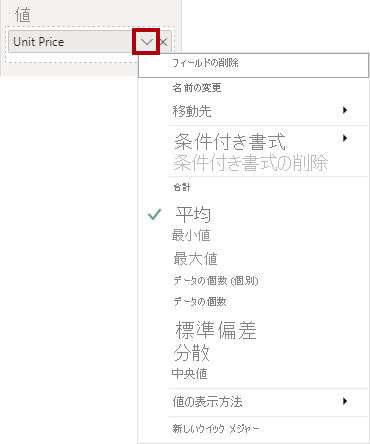 値
Unit Price
フィールドの削除
名前の変更
移動先
条件付き書式
条件付き書式の削除
合計
平均
最小値
最大値
データの個数 (個別)
データの個数
標準偏差
分散
中央値
値の表示方法
新しいクイック メジャー